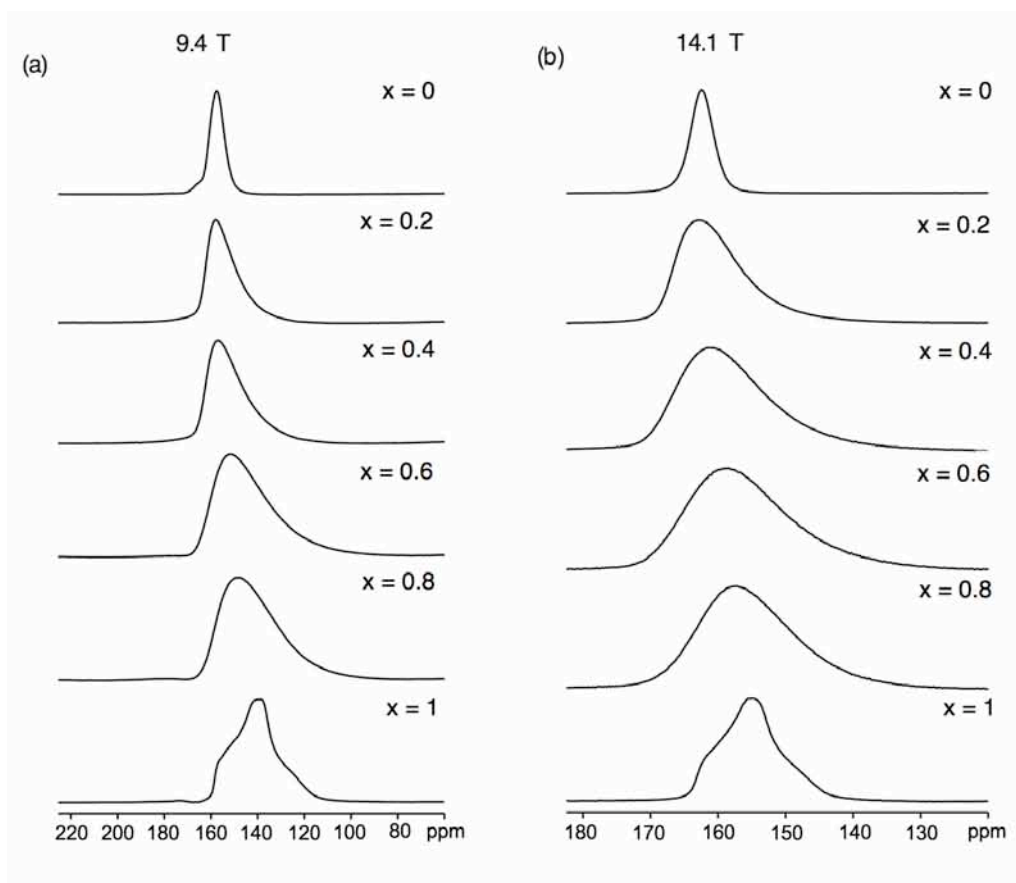 (a)
9.4 T
x = 0
x = 0.2
x = 0.4
x = 0.6
x = 0.8
x = 1
220 200 180 160 140 120 100 80 ppm
(b)
14.1 T
x = 0
x = 0.2
x = 0.4
x = 0.6
x = 0.8
x = 1
180 170 160 150 140 130 ppm